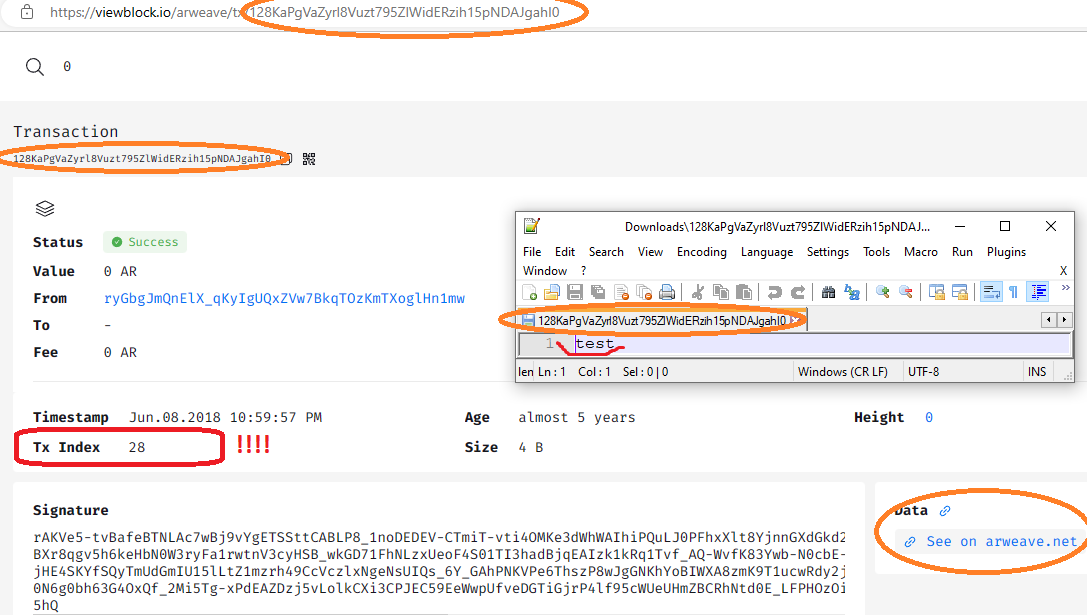 https://viewblock.io/arweave/tx/128KaPgVaZyrl8Vuzt795ZlWidERzih15pNDAJgahI0
0
Transaction
128KaPgVaZyrl8Vuzt795ZlWidERzih15pNDAJgahI0
Status Success
Value 0 AR
From ryGbgJmQnElX_qKyIgUQxZVw7BkqTOzKmTXoglHn1mw
To -
Fee 0 AR
Downloads\128KaPgVaZyrl8Vuzt795ZlWidERzih15pNDAJ...
File Edit Search View Encoding Language Settings Tools Macro Run Plugins
Window ? X
128KaPgVaZyrl8Vuzt795ZlWidERzih15pNDAJgahI0
1 test
len Ln : 1 Col : 1 Sel : 0 | 0 Windows (CR LF) UTF-8 INS
Timestamp Jun.08.2018 10:59:57 PM Age almost 5 years Height 0
Tx Index 28 !!!! Size 4 B
Signature
rAKVe5-tvBafeBTNLAc7wBj9vYgETSSttCABLP8_1noDEDEV-CTmiT-vti4OMKe3dWhWAIhiPQuLJ0PFhxXlt8YjnnGXdGkd2
BXr8qgv5h6keHbN0W3ryFa1rwtnV3cyHSB_wkGD71FhNLzxUeoF4S01TI3hadBjqEAIzk1kRq1Tvf_AQ-WvfK83Ywb-N0cbE-
jHE4SKYfSQyTmUdGmIU15lLtZ1mzrh49CcVczlxNgeNsUIQs_6Y_GAhPNKVPe6ThszP8wJgGNKhYoBIWXA8zmK9T1ucwRdy2j
0N6g0bh63G4OxQf_2Mi5Tg-xPdEAZDzj5vLolkCXi3CPJEC59EeWwpUfveDGTiGjrP4lf95cWUeUHmZBCRhNtd0E_LFPHOzOi
5hQ
Data
See on arweave.net